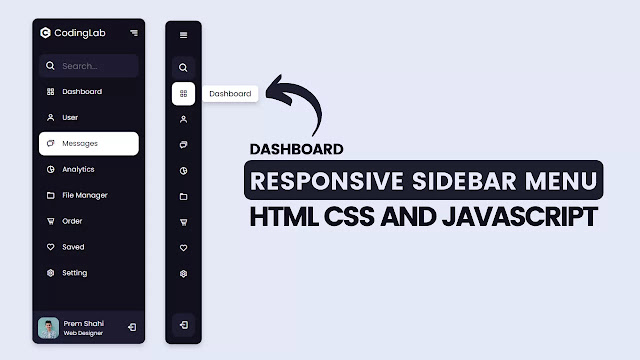 CodingLab
Search...
Dashboard
User
Messages
Analytics
File Manager
Order
Saved
Setting
Prem Shahi
Web Designer
Dashboard
DASHBOARD
RESPONSIVE SIDEBAR MENU
HTML CSS AND JAVASCRIPT